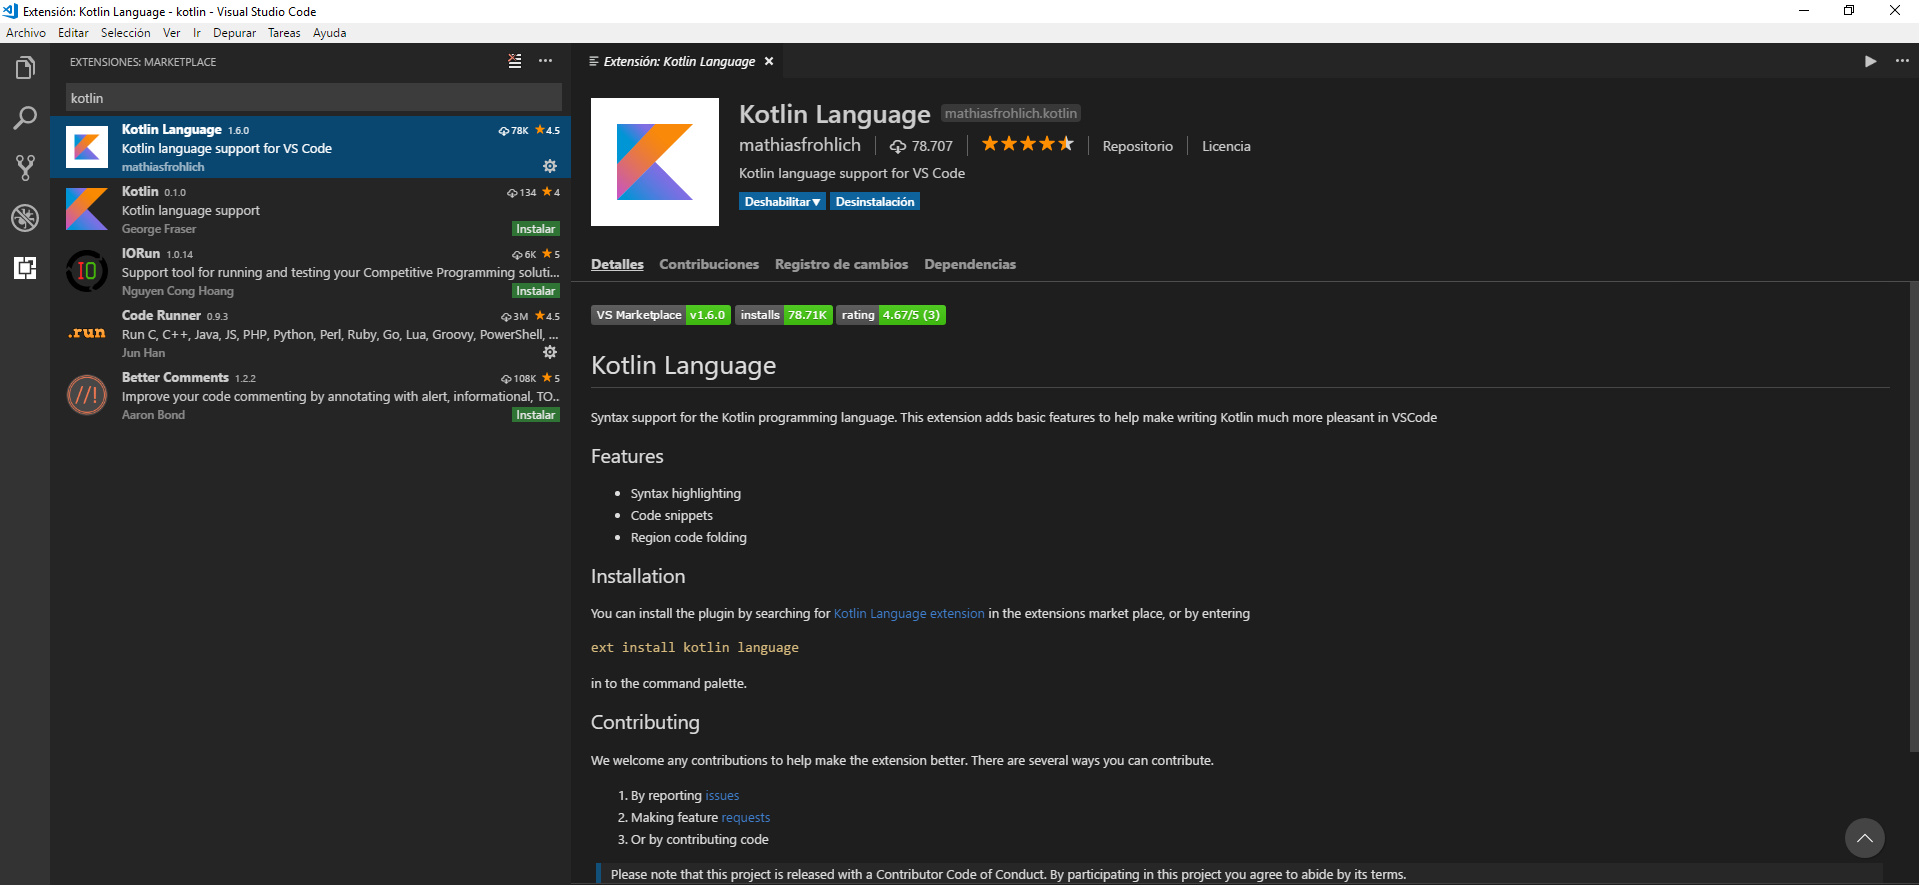 Extensión: Kotlin Language - kotlin - Visual Studio Code
Archivo Editar Selección Ver Ir Depurar Tareas Ayuda
EXTENSIONES: MARKETPLACE
kotlin
Kotlin Language 1.6.0 78K 4.5
Kotlin language support for VS Code
mathiasfrohlich
Kotlin 0.1.0 134 4
Kotlin language support
George Fraser Instalar
IO
IORun 1.0.14 6K 5
Support tool for running and testing your Competitive Programming soluti...
Nguyen Cong Hoang Instalar
.run
Code Runner 0.9.3 3M 4.5
Run C, C++, Java, JS, PHP, Python, Perl, Ruby, Go, Lua, Groovy, PowerShell, ...
Jun Han
//!
Better Comments 1.2.2 108K 5
Improve your code commenting by annotating with alert, informational, TO...
Aaron Bond Instalar
Extensión: Kotlin Language
Kotlin Language mathiasfrohlich.kotlin
mathiasfrohlich 78.707 Repositorio Licencia
Kotlin language support for VS Code
Deshabilitar▼ Desinstalación
Detalles Contribuciones Registro de cambios Dependencias
VS Marketplace v1.6.0 installs 78.71K rating 4.67/5 (3)
Kotlin Language
Syntax support for the Kotlin programming language. This extension adds basic features to help make writing Kotlin much more pleasant in VSCode
Features
• Syntax highlighting
• Code snippets
• Region code folding
Installation
You can install the plugin by searching for Kotlin Language extension in the extensions market place, or by entering
ext install kotlin language
in to the command palette.
Contributing
We welcome any contributions to help make the extension better. There are several ways you can contribute.
1. By reporting issues
2. Making feature requests
3. Or by contributing code
Please note that this project is released with a Contributor Code of Conduct. By participating in this project you agree to abide by its terms.